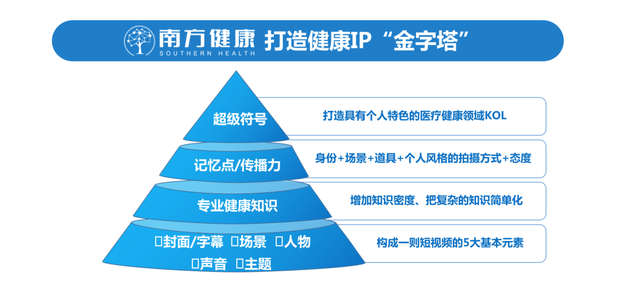 南方健康 打造健康IP“金字塔”
SOUTHERN HEALTH
超级符号
打造具有个人特色的医疗健康领域KOL
记忆点/传播力
身份+场景+道具+个人风格的拍摄方式+态度
专业健康知识
增加知识密度、把复杂的知识简单化
□封面/字幕 □场景 □人物
□声音 □主题
构成一则短视频的5大基本元素